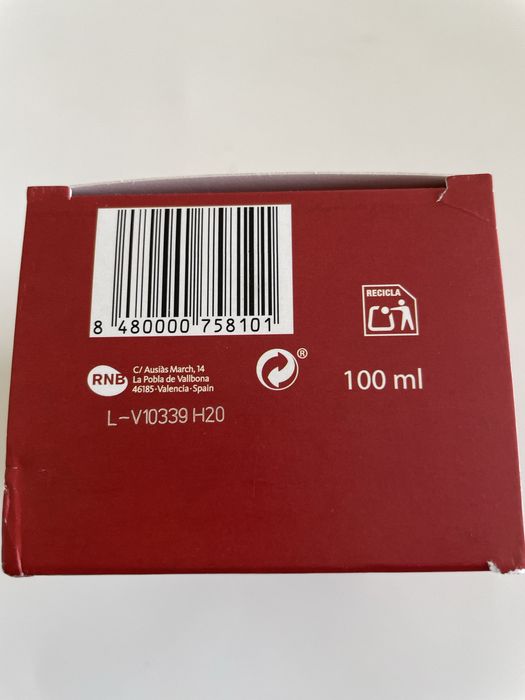 8 480000 758101
RECICLA
RNB
C/ Ausiàs March, 14
La Pobla de Vallbona
46185-Valencia-Spain
®
100 ml
L-V10339 H20